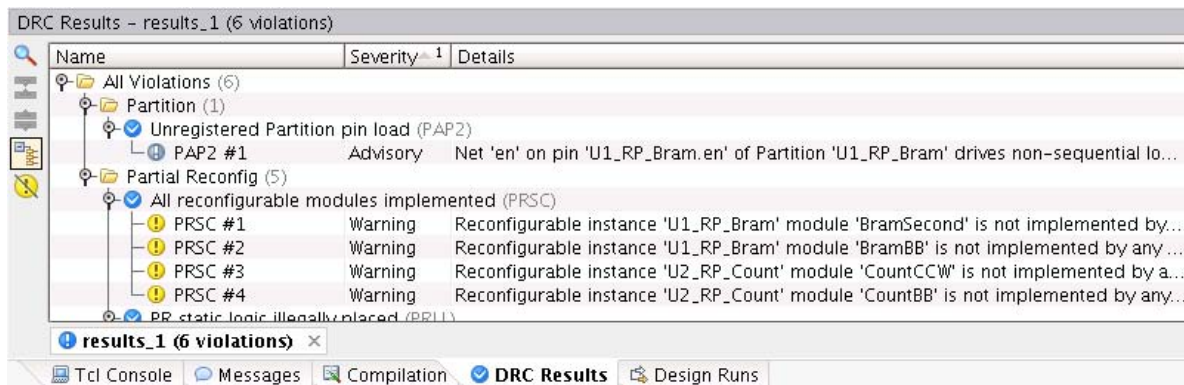 DRC Results - results_1 (6 violations)
Name Severity 1 Details
All Violations (6)
Partition (1)
Unregistered Partition pin load (PAP2)
PAP2 #1 Advisory Net 'en' on pin 'U1_RP_Bram.en' of Partition 'U1_RP_Bram' drives non-sequential lo...
Partial Reconfig (5)
All reconfigurable modules implemented (PRSC)
PRSC #1 Warning Reconfigurable instance 'U1_RP_Bram' module 'BramSecond' is not implemented by...
PRSC #2 Warning Reconfigurable instance 'U1_RP_Bram' module 'BramBB' is not implemented by any ...
PRSC #3 Warning Reconfigurable instance 'U2_RP_Count' module 'CountCCW' is not implemented by a...
PRSC #4 Warning Reconfigurable instance 'U2_RP_Count' module 'CountBB' is not implemented by any...
PR static logic illegally placed
results_1 (6 violations) ×
Tcl Console Messages Compilation DRC Results Design Runs